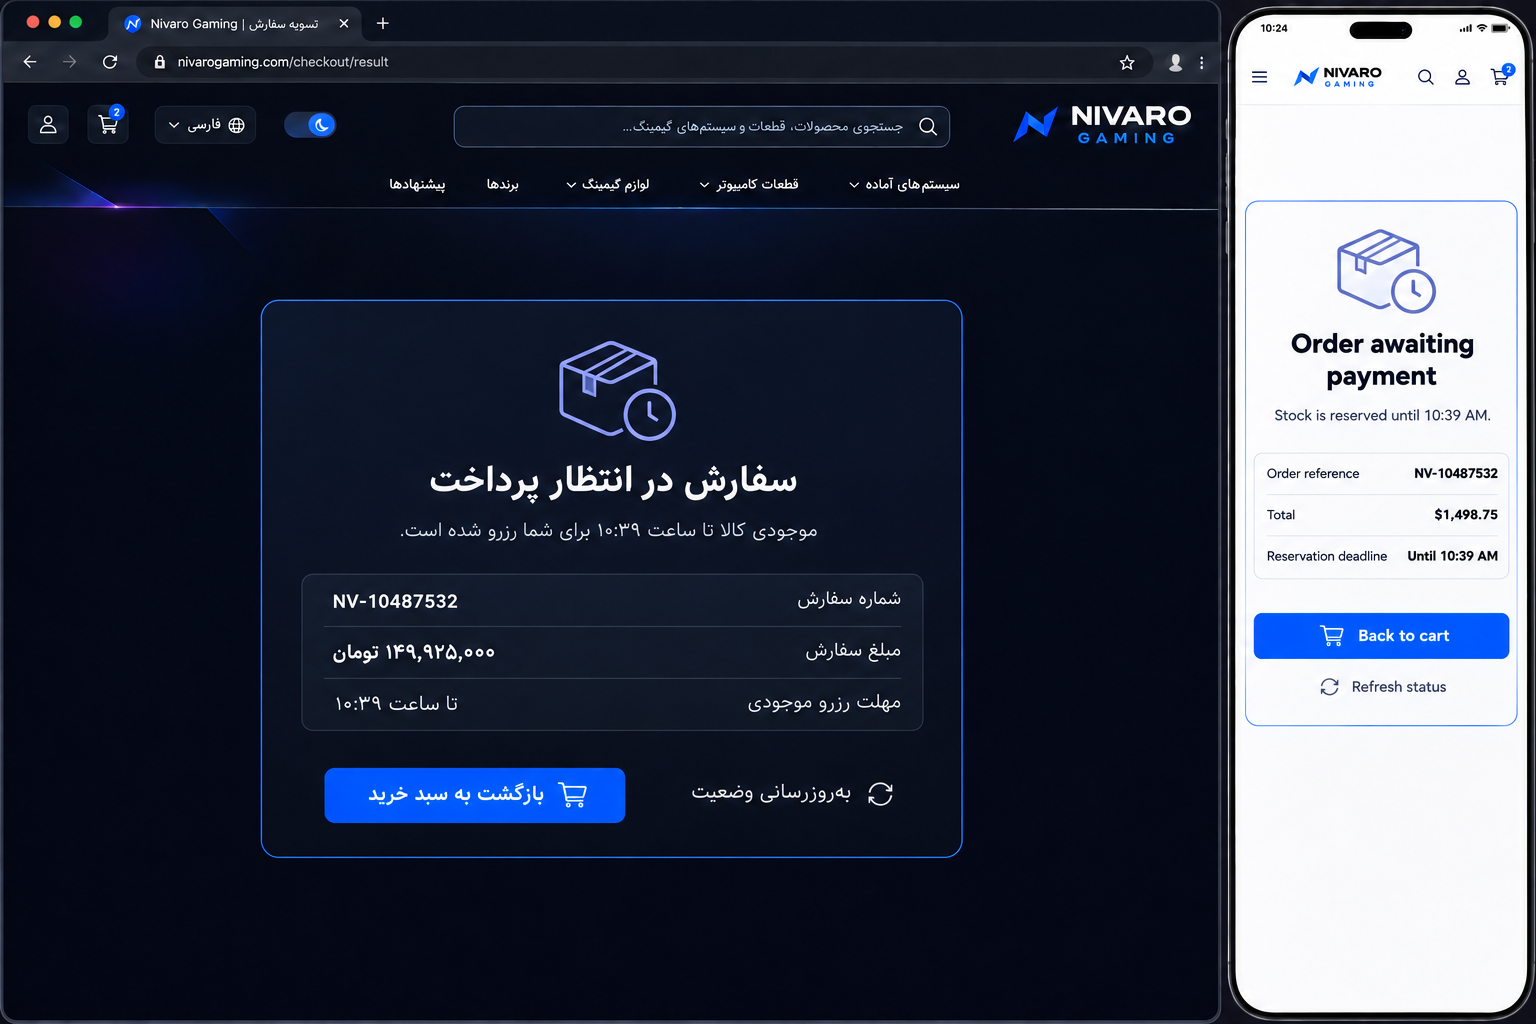 Nivaro Gaming | تسویه سفارش
nivarogaming.com/checkout/result
2
فارسی
جستجوی محصولات، قطعات و سیستم‌های گیمینگ...
NIVARO
GAMING
سیستم‌های آماده
قطعات کامپیوتر
لوازم گیمینگ
برندها
پیشنهادها
سفارش در انتظار پرداخت
موجودی کالا تا ساعت ۱۰:۳۹ برای شما رزرو شده است.
شماره سفارش NV-10487532
مبلغ سفارش ۱۴۹,۹۲۵,۰۰۰ تومان
مهلت رزرو موجودی تا ساعت ۱۰:۳۹
به‌روزرسانی وضعیت
بازگشت به سبد خرید
10:24
NIVARO
GAMING
2
Order awaiting
payment
Stock is reserved until 10:39 AM.
Order reference NV-10487532
Total $1,498.75
Reservation deadline Until 10:39 AM
Back to cart
Refresh status